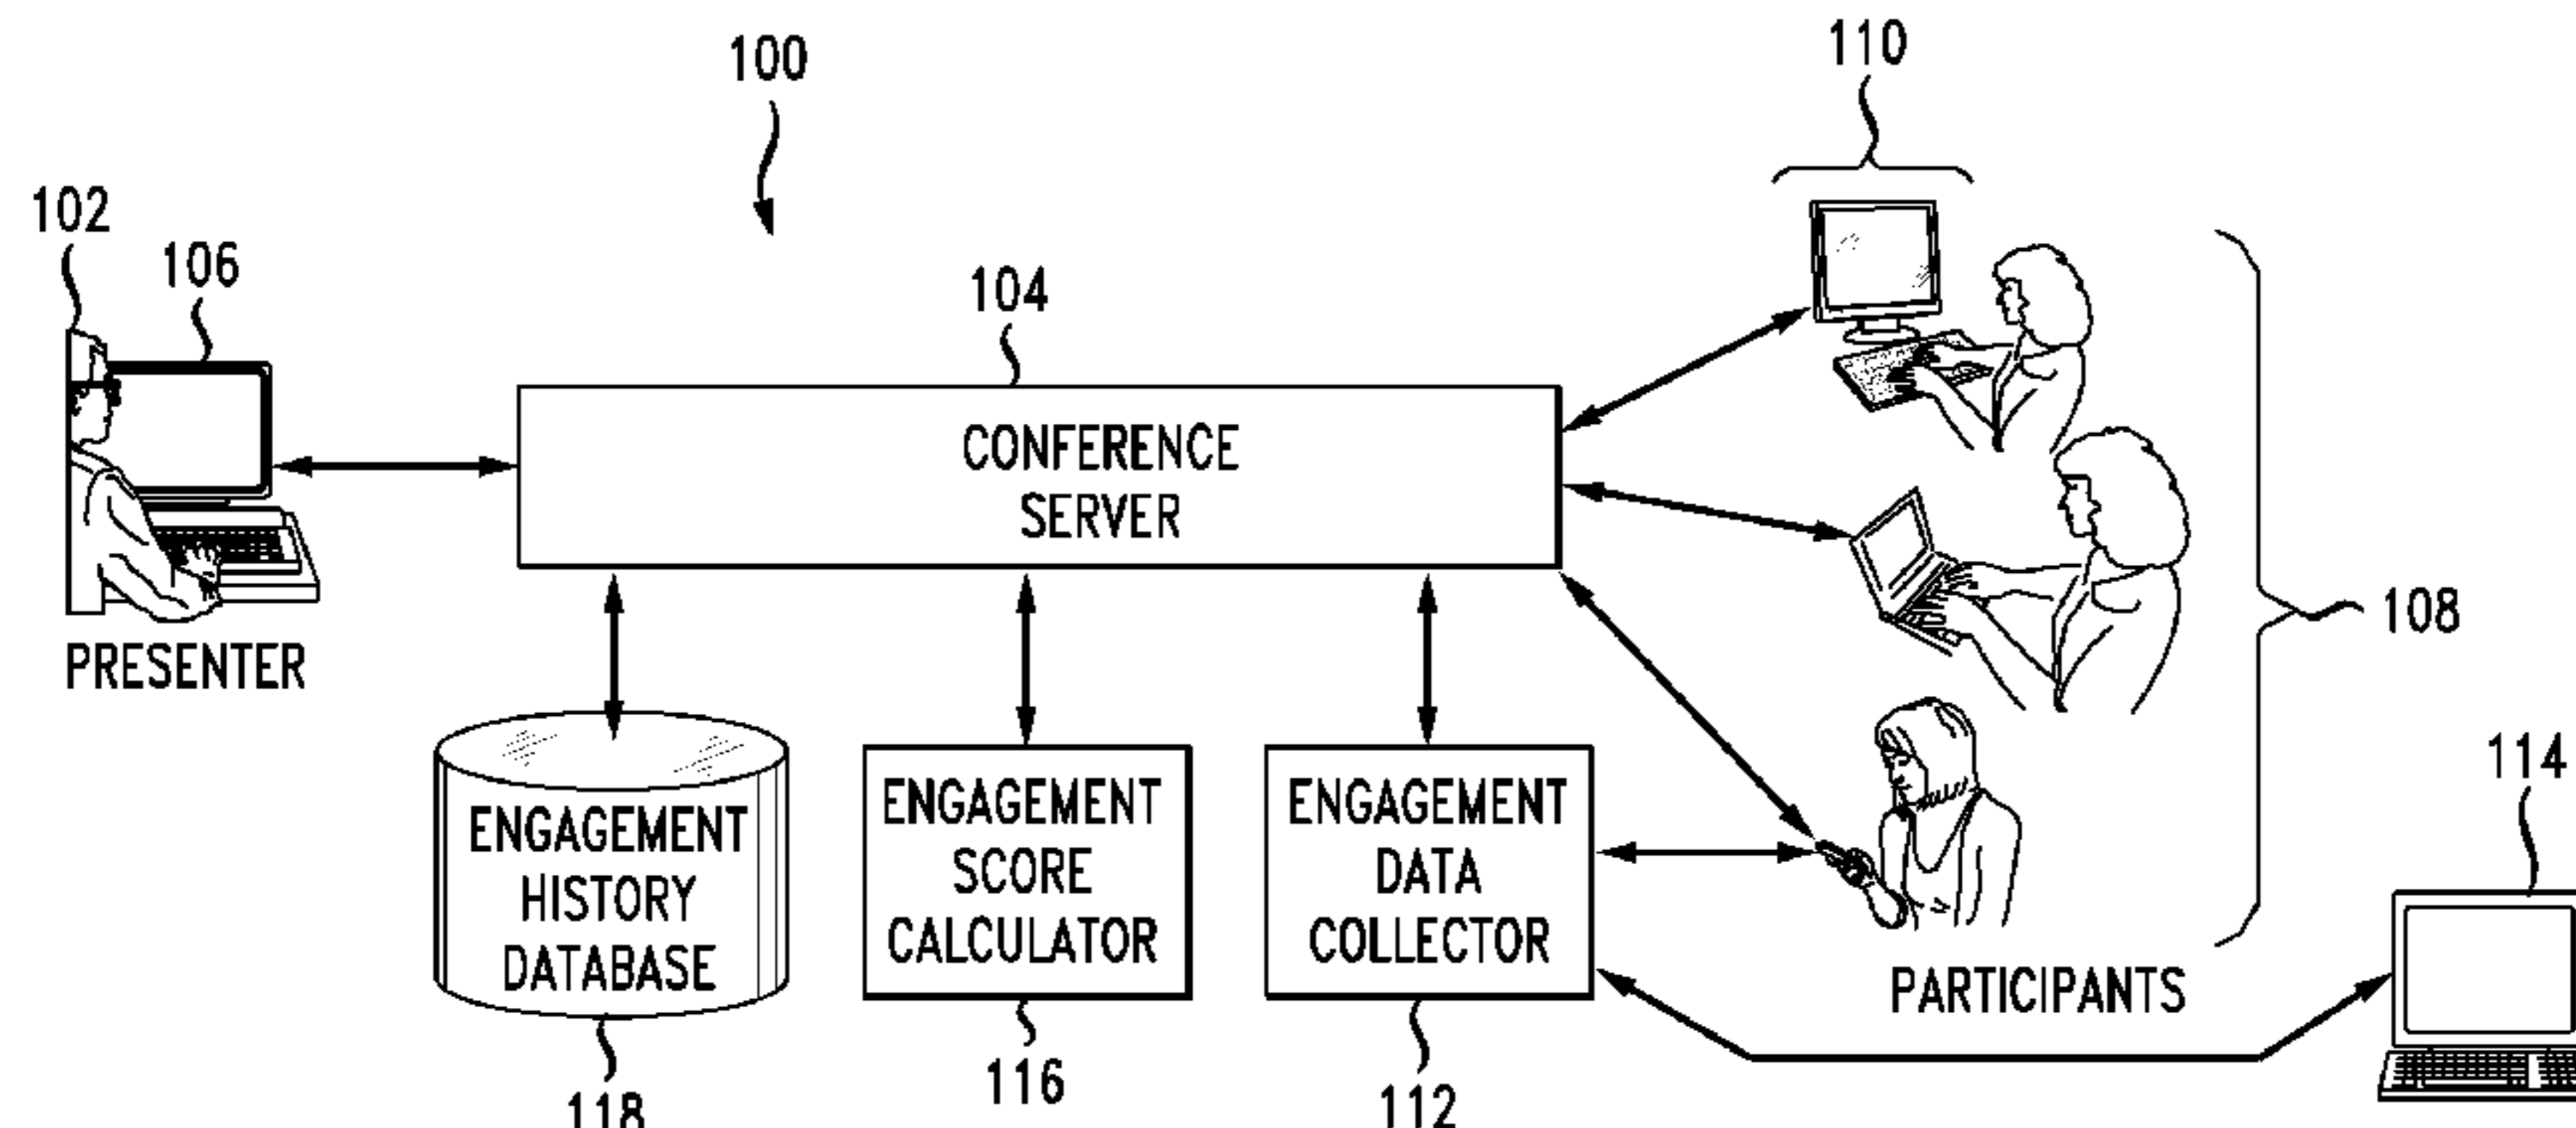 100
110
102
106
104
CONFERENCE
SERVER
108
PRESENTER
114
ENGAGEMENT
HISTORY
DATABASE
ENGAGEMENT
SCORE
CALCULATOR
ENGAGEMENT
DATA
COLLECTOR
PARTICIPANTS
118
116
112